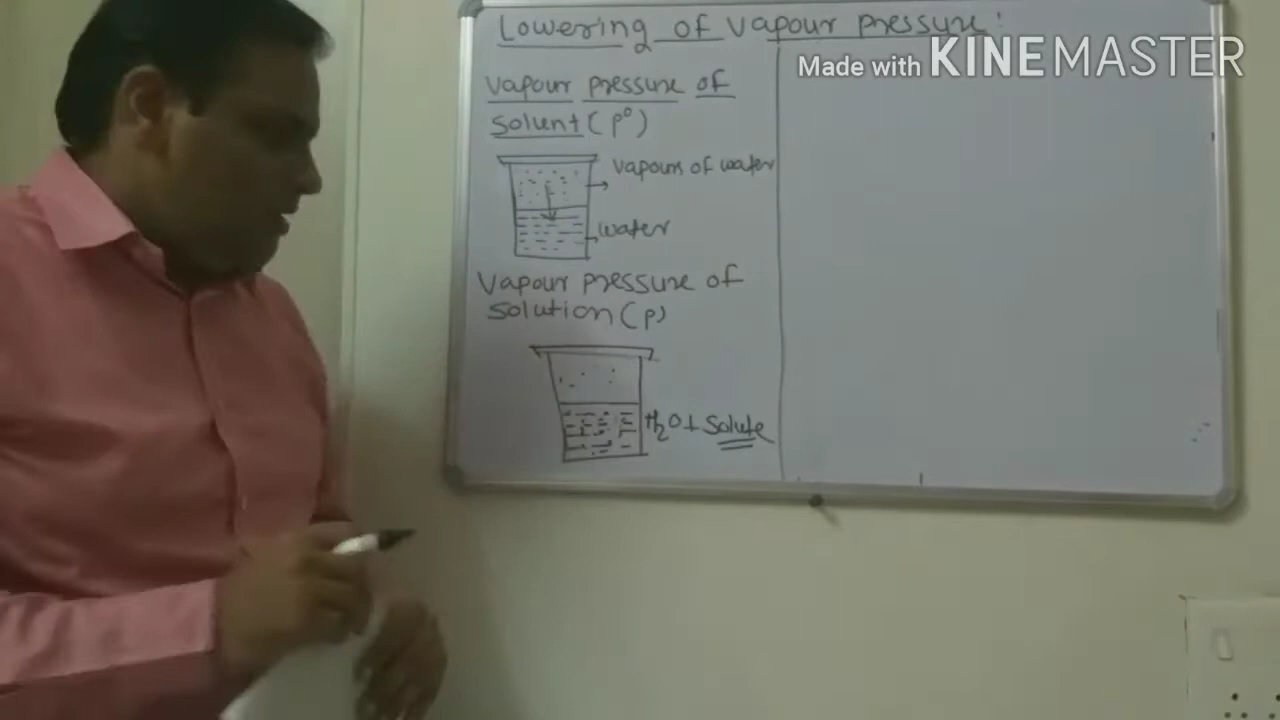 Lowering of vapour pressure:
Made with KINEMASTER
vapour pressure of
solvent (p⁰)
vapours of water
water
Vapour pressure of
solution (p)
H₂O + Solute